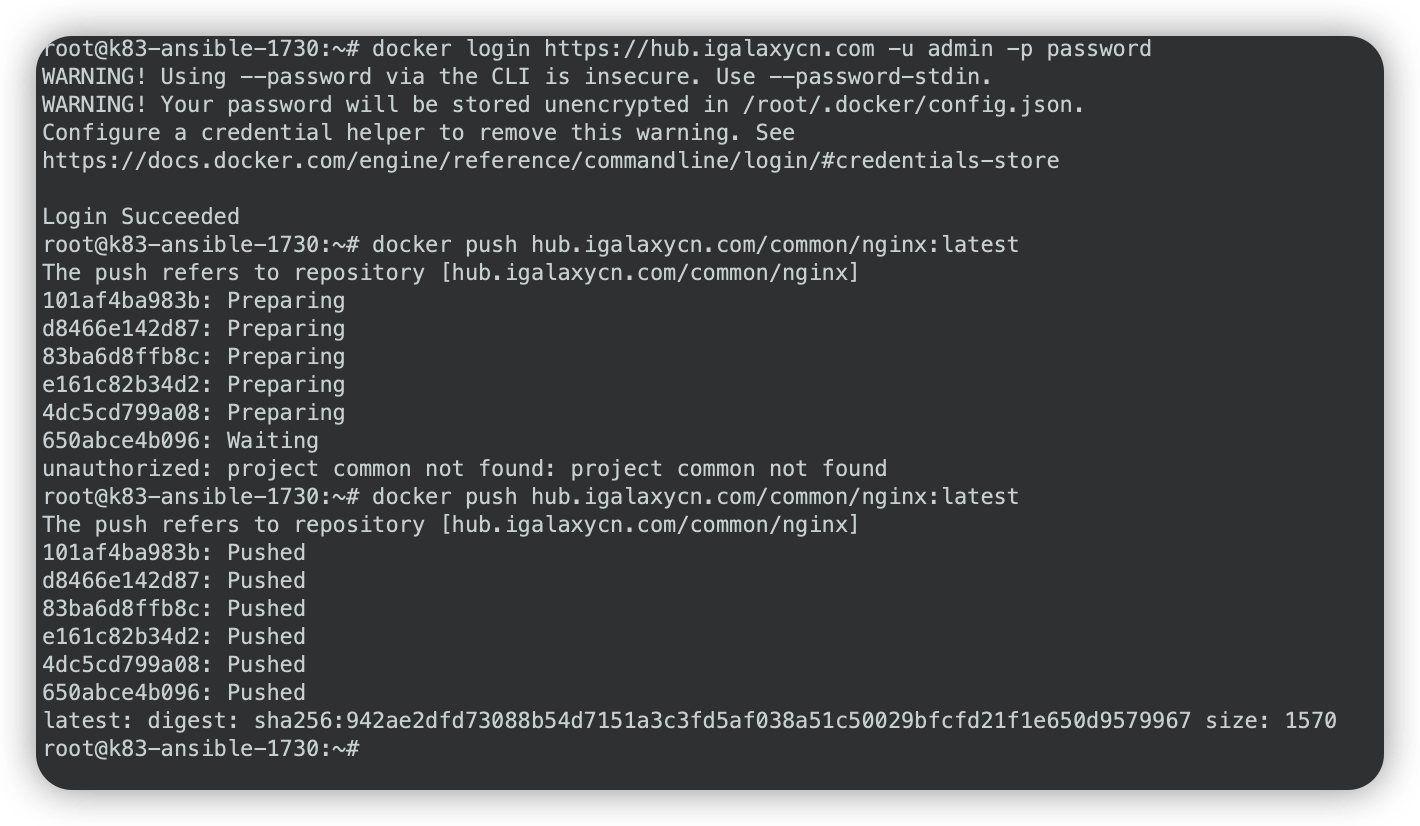 root@k83-ansible-1730:~# docker login https://hub.igalaxycn.com -u admin -p password
WARNING! Using --password via the CLI is insecure. Use --password-stdin.
WARNING! Your password will be stored unencrypted in /root/.docker/config.json.
Configure a credential helper to remove this warning. See
https://docs.docker.com/engine/reference/commandline/login/#credentials-store
Login Succeeded
root@k83-ansible-1730:~# docker push hub.igalaxycn.com/common/nginx:latest
The push refers to repository [hub.igalaxycn.com/common/nginx]
101af4ba983b: Preparing
d8466e142d87: Preparing
83ba6d8ffb8c: Preparing
e161c82b34d2: Preparing
4dc5cd799a08: Preparing
650abce4b096: Waiting
unauthorized: project common not found: project common not found
root@k83-ansible-1730:~# docker push hub.igalaxycn.com/common/nginx:latest
The push refers to repository [hub.igalaxycn.com/common/nginx]
101af4ba983b: Pushed
d8466e142d87: Pushed
83ba6d8ffb8c: Pushed
e161c82b34d2: Pushed
4dc5cd799a08: Pushed
650abce4b096: Pushed
latest: digest: sha256:942ae2dfd73088b54d7151a3c3fd5af038a51c50029bfcfd21f1e650d9579967 size: 1570
root@k83-ansible-1730:~#